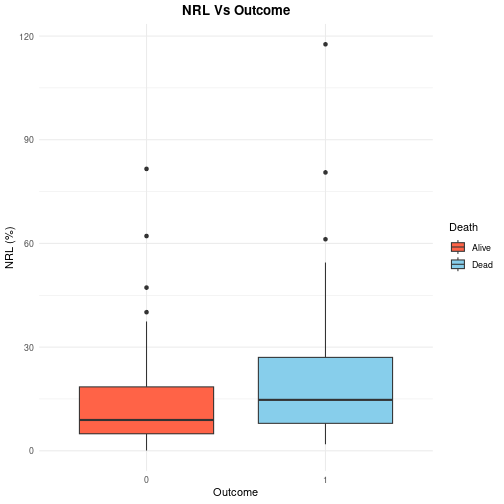 NRL Vs Outcome
120
90
60
30
0
NRL (%)
0
1
Outcome
Death
Alive
Dead